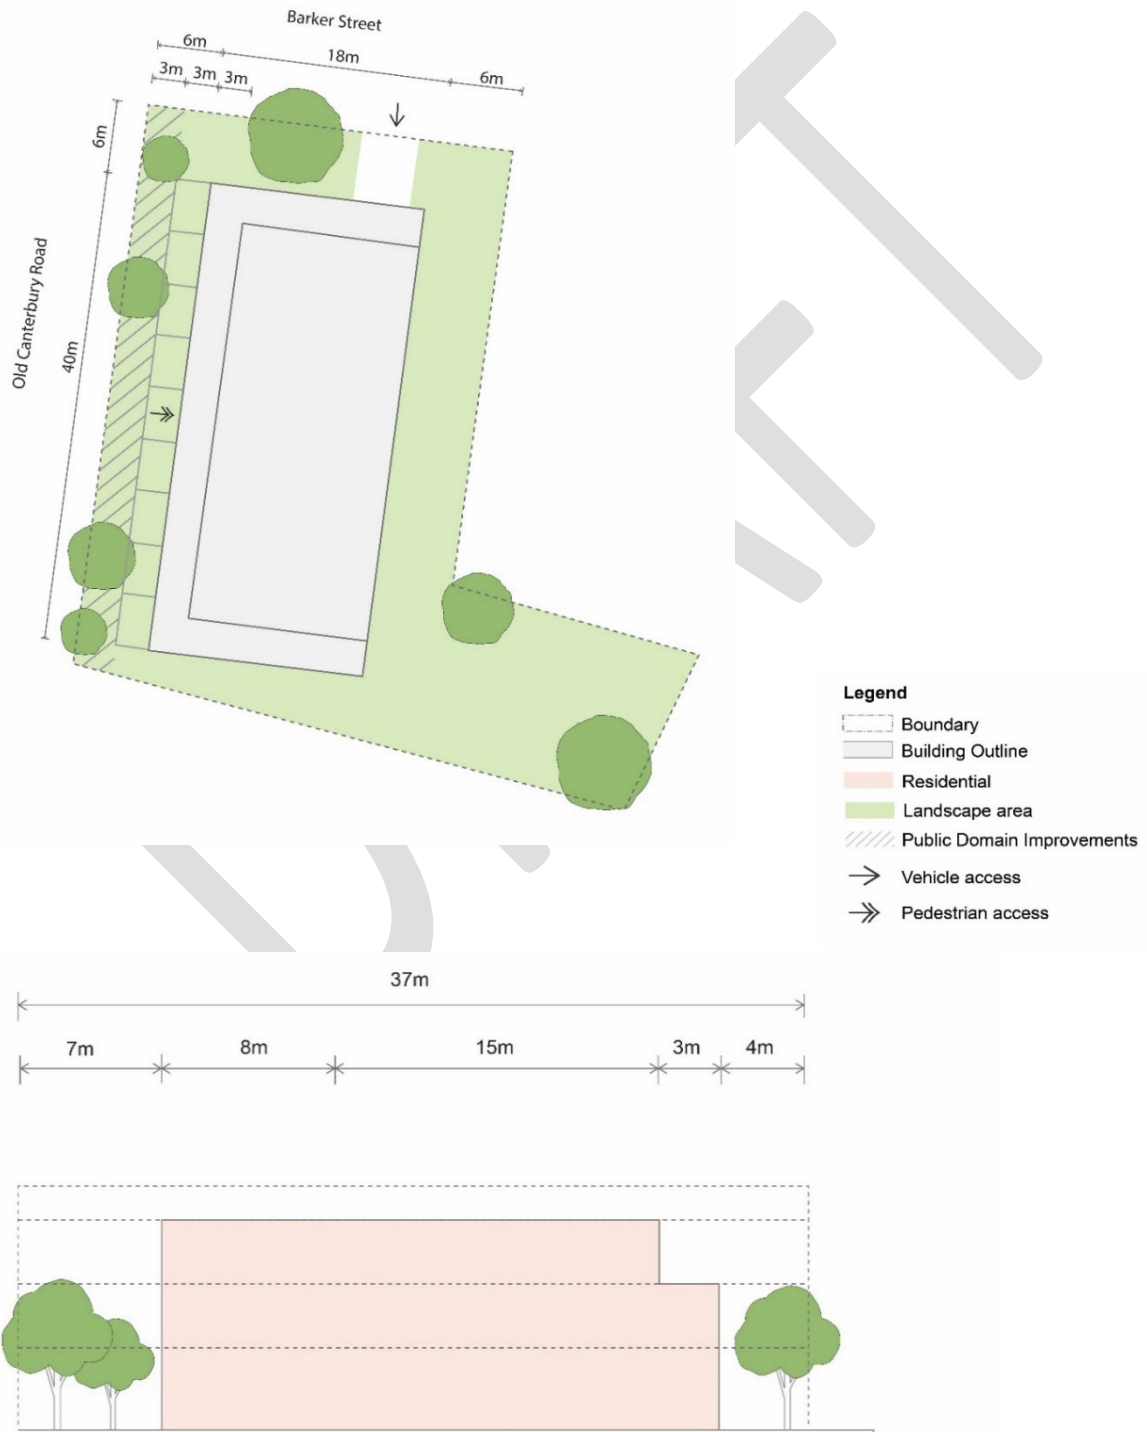 Barker Street
6m
18m
6m
3m
3m
3m
6m
Old Canterbury Road
40m
Legend
Boundary
Building Outline
Residential
Landscape area
Public Domain Improvements
Vehicle access
Pedestrian access
37m
7m
8m
15m
3m
4m